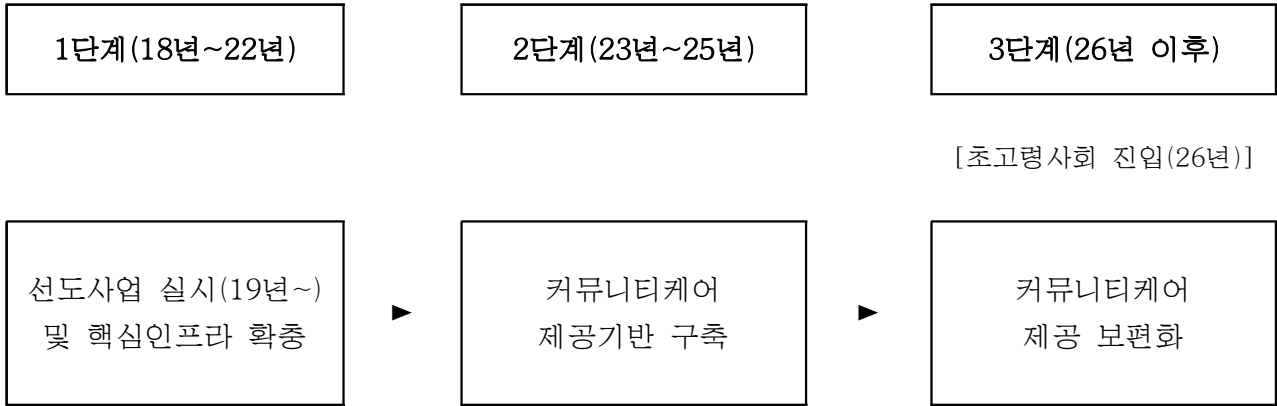 1단계(18년~22년)
2단계(23년~25년)
3단계(26년 이후)
[초고령사회 진입(26년)]
선도사업 실시(19년~)
및 핵심인프라 확충
►
커뮤니티케어
제공기반 구축
►
커뮤니티케어
제공 보편화